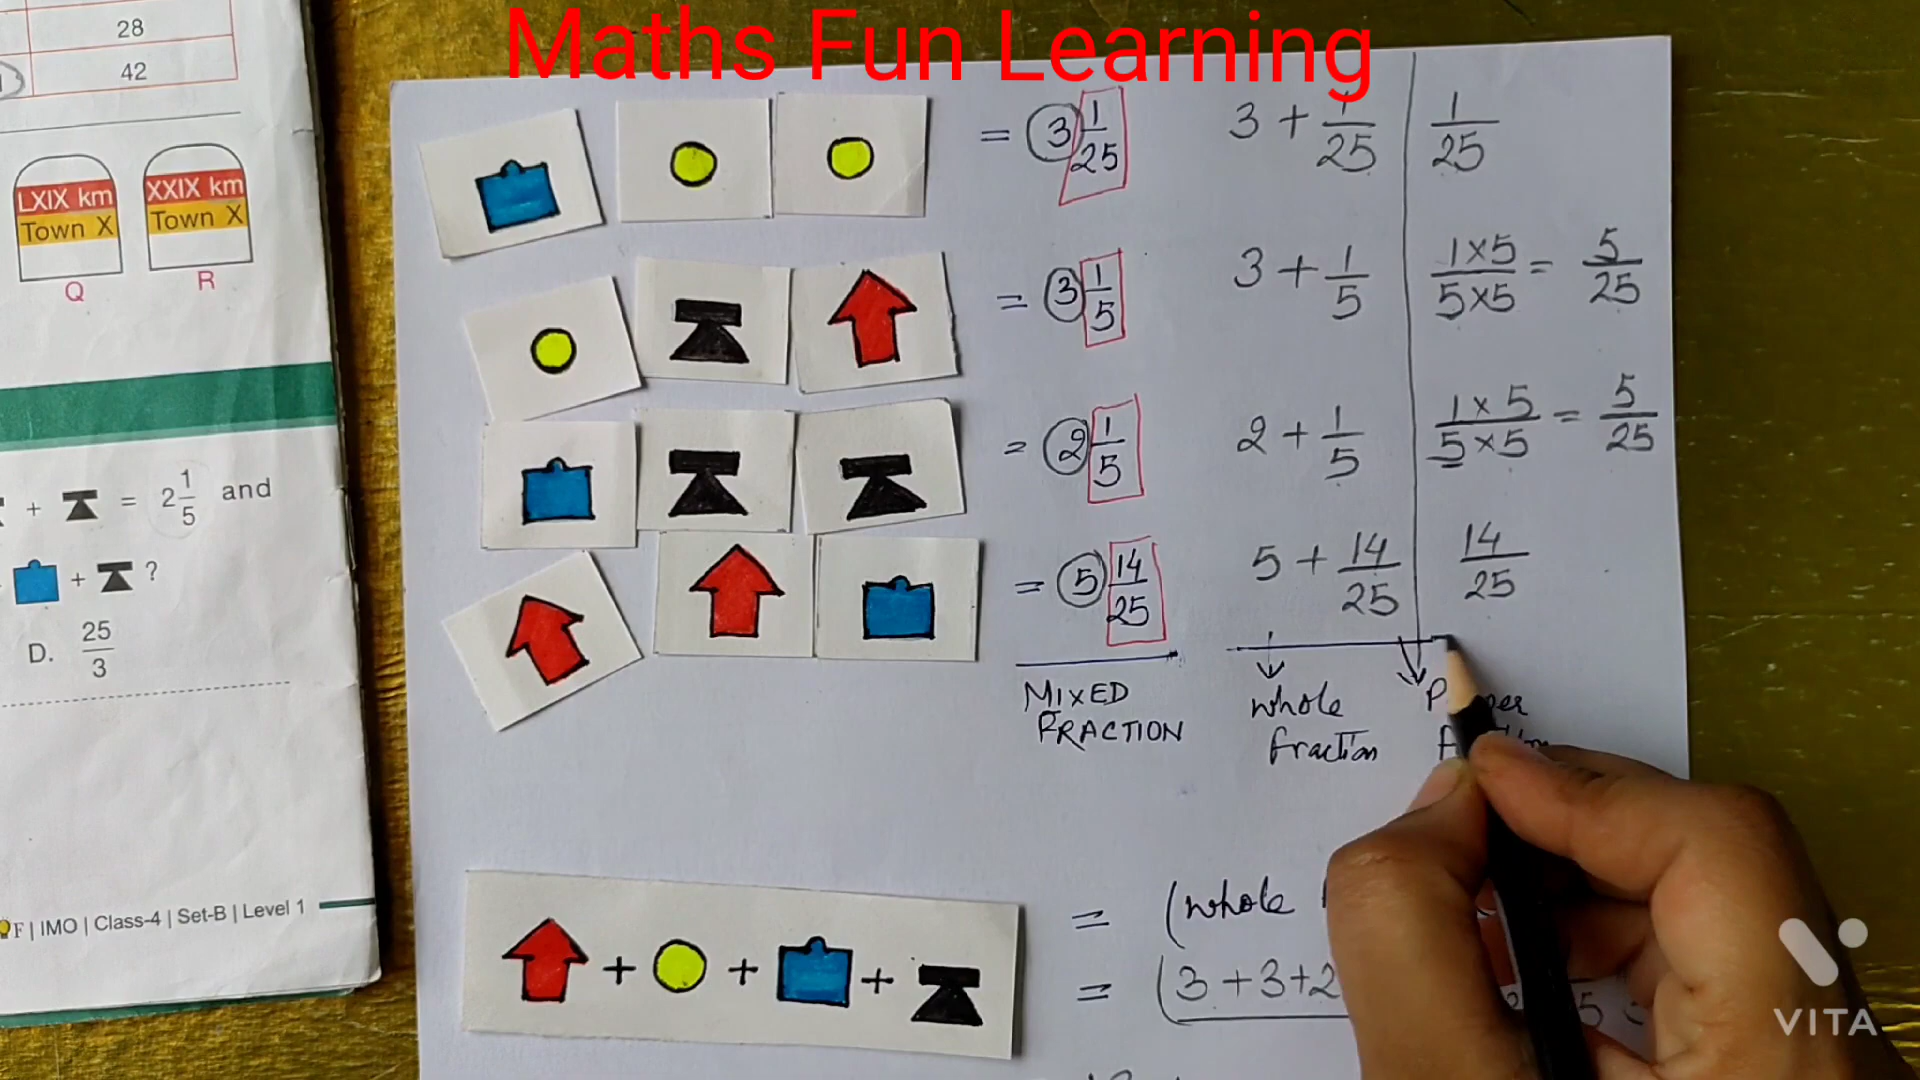 Maths Fun Learning
28
42
LXIX km
Town X
Q
XXIX km
Town X
R
+ = 2 1/5 and
+ ?
D. 25/3
F | IMO | Class-4 | Set-B | Level 1
= 3 1/25
3 + 1/25
1/25
= 3 1/5
3 + 1/5
1×5/5×5 = 5/25
= 2 1/5
2 + 1/5
1×5/5×5 = 5/25
= 5 14/25
5 + 14/25
14/25
MIXED
FRACTION
whole
fraction
+ + +
= (whole
= (3+3+2
VITA